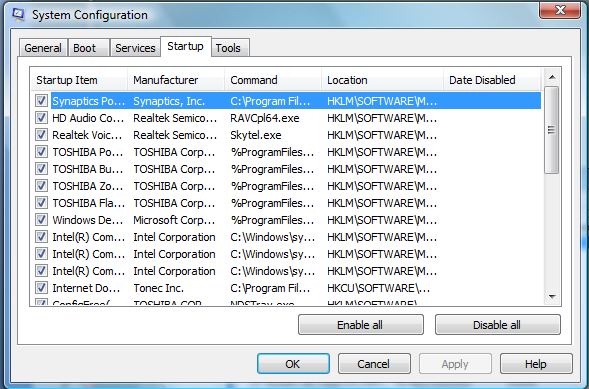 System Configuration
General Boot Services Startup Tools
Startup Item Manufacturer Command Location Date Disabled
Synaptics Po... Synaptics, Inc. C:\Program Fil... HKLM\SOFTWARE\M...
HD Audio Co... Realtek Semico... RAVCpl64.exe HKLM\SOFTWARE\M...
Realtek Voic... Realtek Semico... Skytel.exe HKLM\SOFTWARE\M...
TOSHIBA Po... TOSHIBA Corp... %ProgramFiles... HKLM\SOFTWARE\M...
TOSHIBA Bu... TOSHIBA Corp... %ProgramFiles... HKLM\SOFTWARE\M...
TOSHIBA Zo... TOSHIBA Corp... %ProgramFiles... HKLM\SOFTWARE\M...
TOSHIBA Fla... TOSHIBA Corp... %ProgramFiles... HKLM\SOFTWARE\M...
Windows De... Microsoft Corp... %ProgramFiles... HKLM\SOFTWARE\M...
Intel(R) Com... Intel Corporation C:\Windows\sy... HKLM\SOFTWARE\M...
Intel(R) Com... Intel Corporation C:\Windows\sy... HKLM\SOFTWARE\M...
Intel(R) Com... Intel Corporation C:\Windows\sy... HKLM\SOFTWARE\M...
Internet Do... Tonec Inc. C:\Program Fil... HKCU\SOFTWARE\...
ConfigFree( TOSHIBA CORP NDSTray.exe HKLM\SOFTWARE\
Enable all Disable all
OK Cancel Apply Help